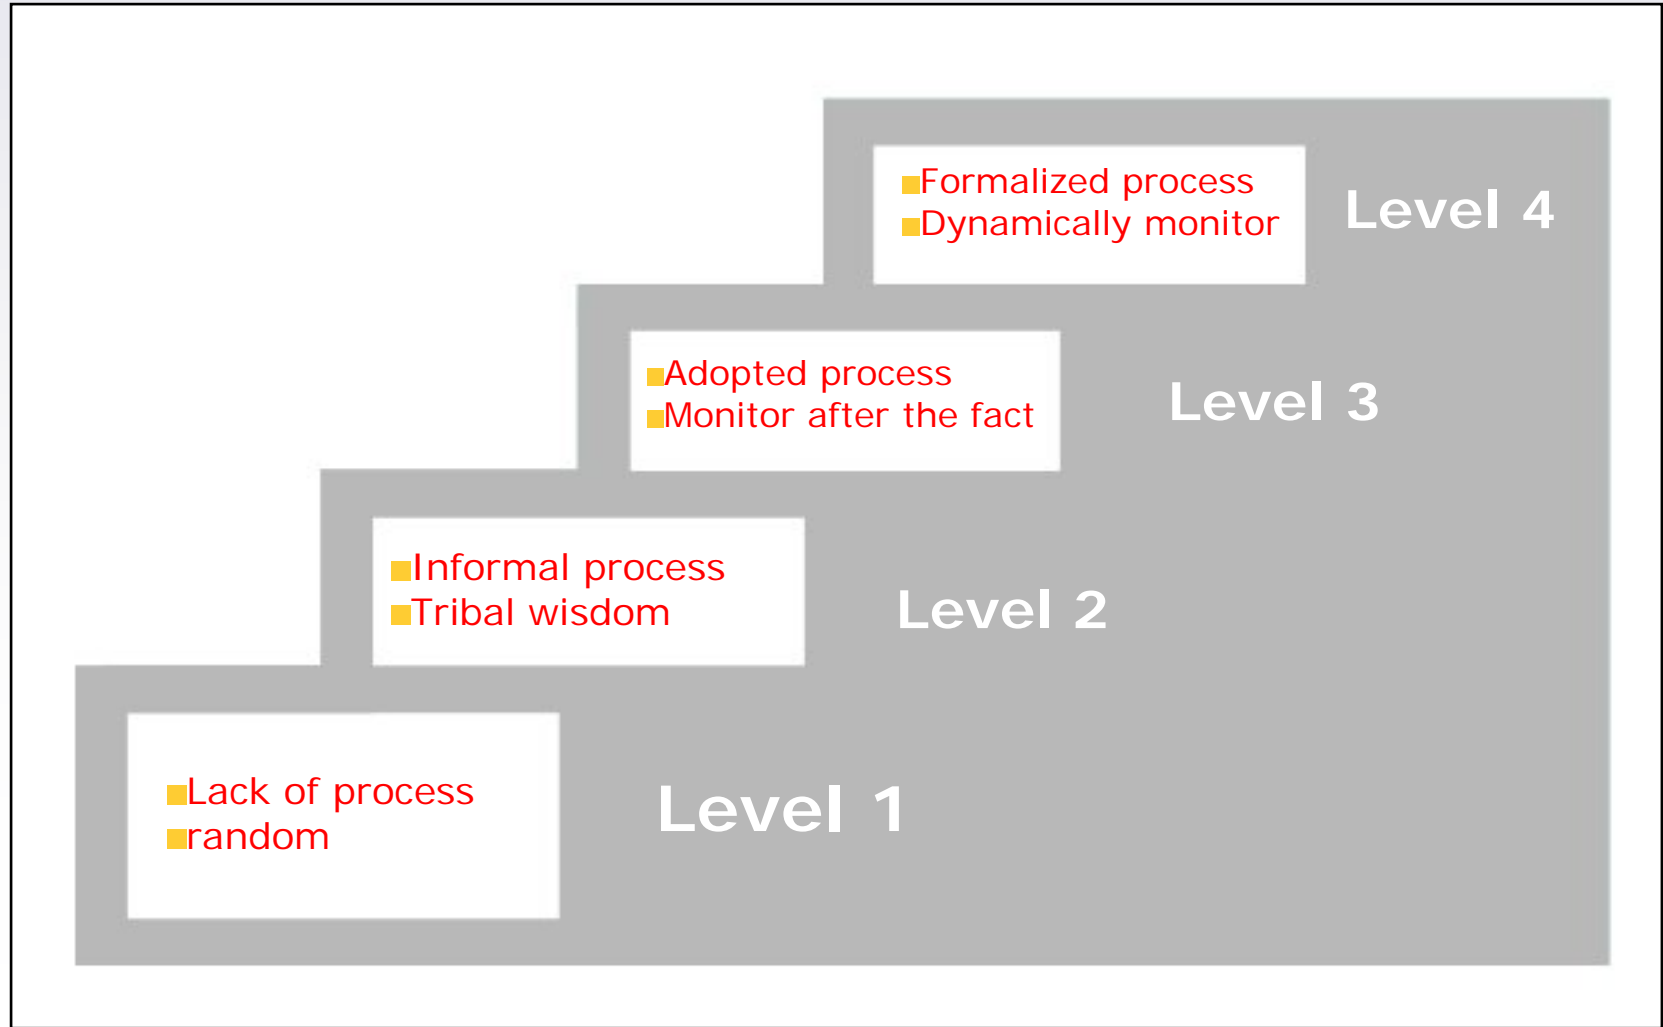 ■Formalized process
■Dynamically monitor
Level 4
■Adopted process
■Monitor after the fact
Level 3
■Informal process
■Tribal wisdom
Level 2
■Lack of process
■random
Level 1